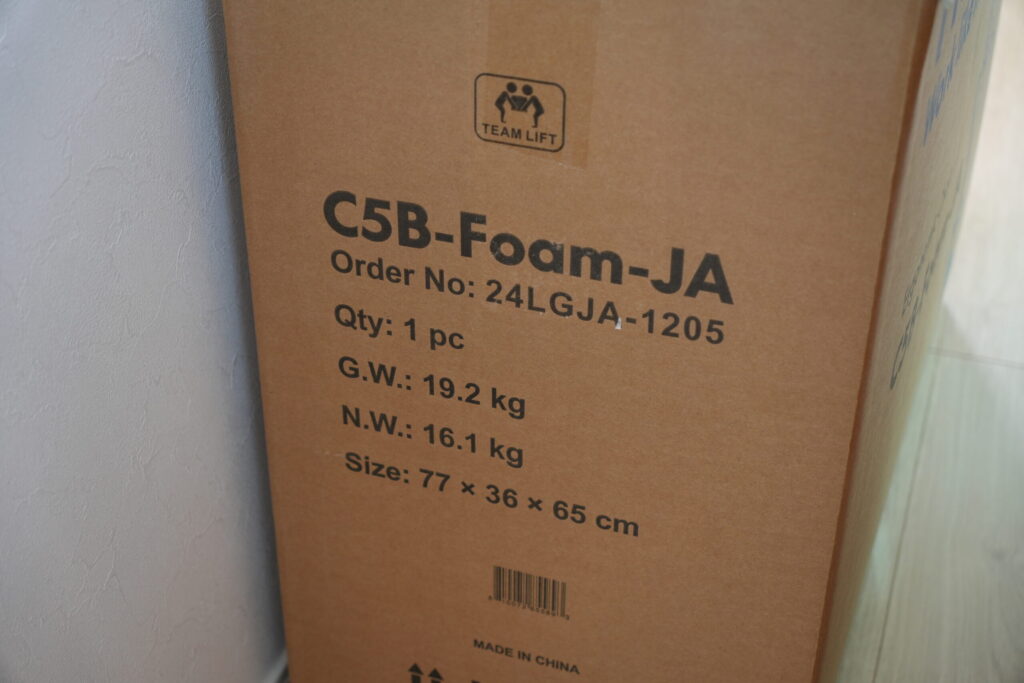 TEAM LIFT
C5B-Foam-JA
Order No: 24LGJA-1205
Qty: 1 pc
G.W.: 19.2 kg
N.W.: 16.1 kg
Size: 77 × 36 × 65 cm
MADE IN CHINA